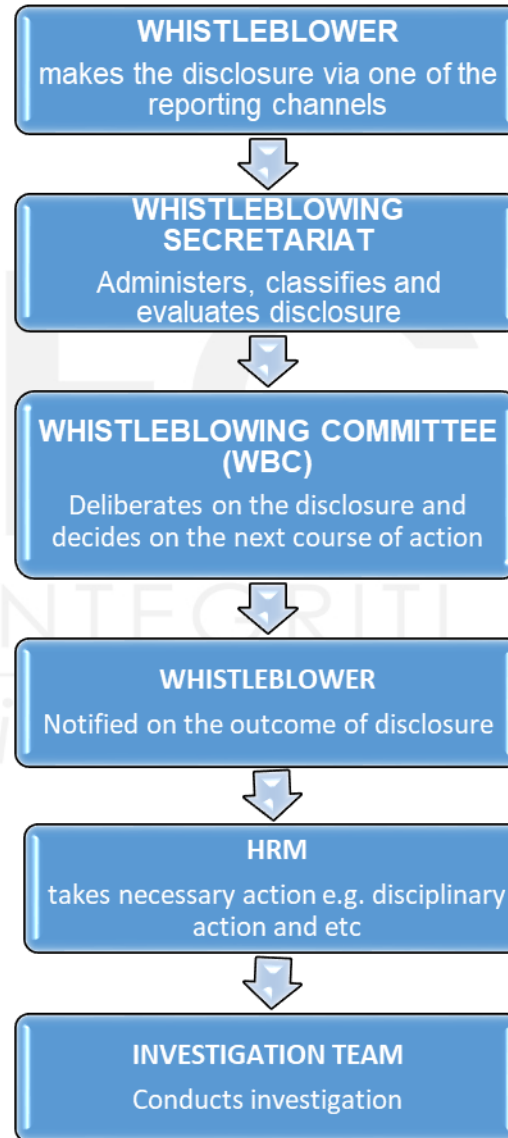 WHISTLEBLOWER
makes the disclosure via one of the
reporting channels
WHISTLEBLOWING
SECRETARIAT
Administers, classifies and
evaluates disclosure
WHISTLEBLOWING COMMITTEE
(WBC)
Deliberates on the disclosure and
decides on the next course of action
NTEGRITI
WHISTLEBLOWER
Notified on the outcome of disclosure
HRM
takes necessary action e.g. disciplinary
action and etc
INVESTIGATION TEAM
Conducts investigation